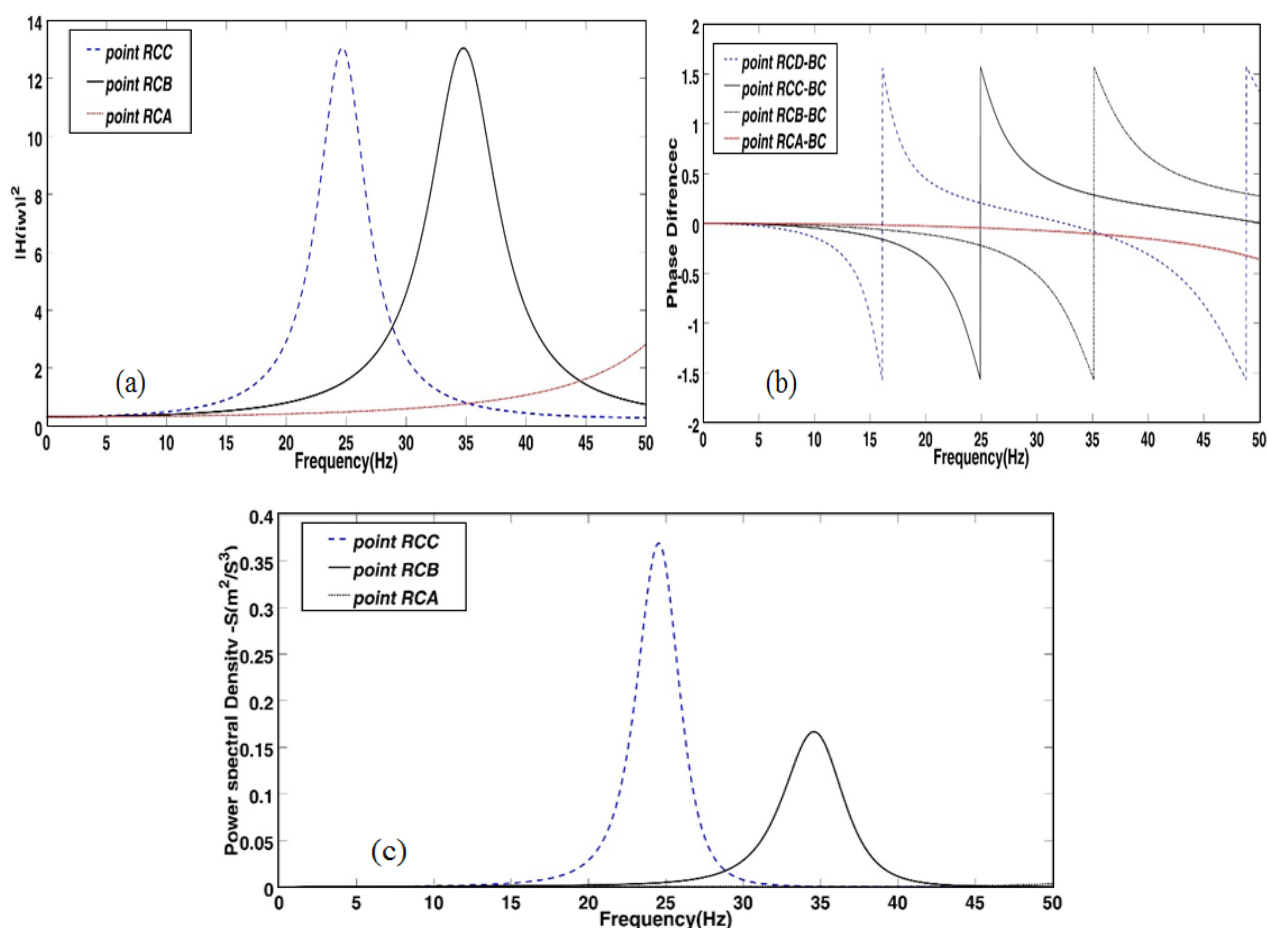 14
12
10
8
6
4
2
0
|H(iw)|²
point RCC
point RCB
point RCA
(a)
0 5 10 15 20 25 30 35 40 45 50
Frequency(Hz)
2
1.5
1
0.5
0
-0.5
-1
-1.5
-2
Phase Difrencec
point RCD-BC
point RCC-BC
point RCB-BC
point RCA-BC
(b)
0 5 10 15 20 25 30 35 40 45 50
Frequency(Hz)
0.4
0.35
0.3
0.25
0.2
0.15
0.1
0.05
0
Power spectral Density -S(m²/S³)
point RCC
point RCB
point RCA
(c)
0 5 10 15 20 25 30 35 40 45 50
Frequency(Hz)